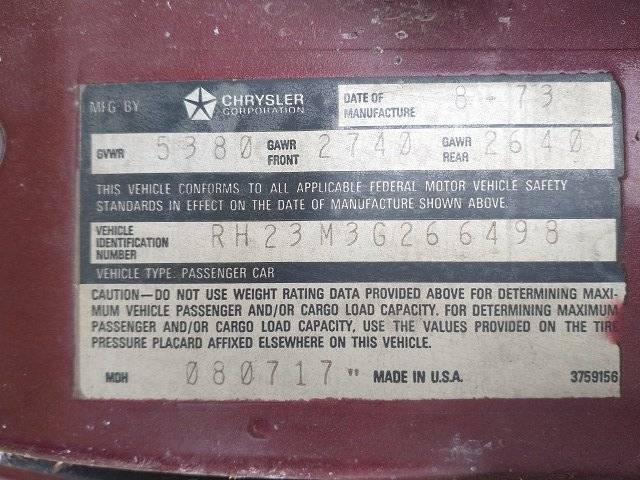 MFG BY CHRYSLER CORPORATION DATE OF MANUFACTURE 8-73
GVWR 5380 GAWR FRONT 2740 GAWR REAR 2640
THIS VEHICLE CONFORMS TO ALL APPLICABLE FEDERAL MOTOR VEHICLE SAFETY
STANDARDS IN EFFECT ON THE DATE OF MANUFACTURE SHOWN ABOVE.
VEHICLE IDENTIFICATION NUMBER RH23M3G266498
VEHICLE TYPE: PASSENGER CAR
CAUTION—DO NOT USE WEIGHT RATING DATA PROVIDED ABOVE FOR DETERMINING MAXI-
MUM VEHICLE PASSENGER AND/OR CARGO LOAD CAPACITY. FOR DETERMINING MAXIMUM
PASSENGER AND/OR CARGO LOAD CAPACITY, USE THE VALUES PROVIDED ON THE TIRE
PRESSURE PLACARD AFFIXED ELSEWHERE ON THIS VEHICLE.
MDH 080717" MADE IN U.S.A. 3759156